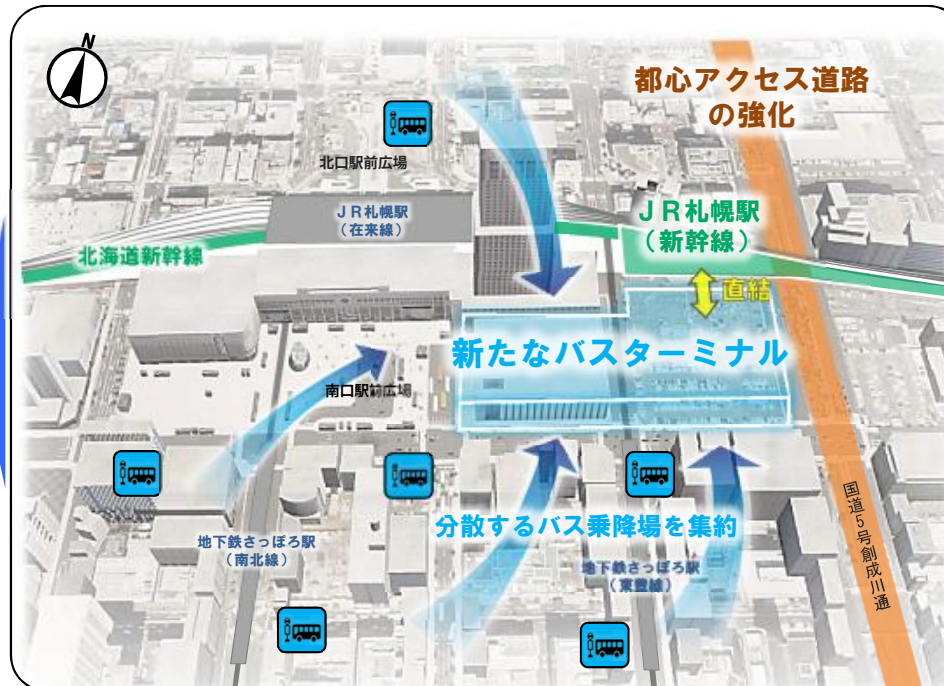 N
都心アクセス道路
の強化
北口駅前広場
JR札幌駅
(在来線)
JR札幌駅
(新幹線)
北海道新幹線
直結
新たなバスターミナル
南口駅前広場
分散するバス乗降場を集約
地下鉄さっぽろ駅
(南北線)
地下鉄さっぽろ駅
(東豊線)
国道5号創成川通